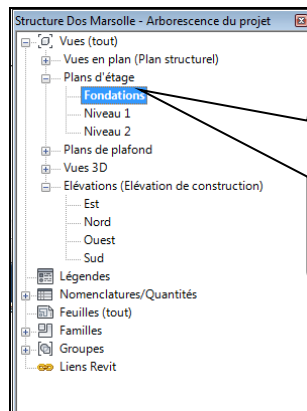 Structure Dos Marsolle - Arborescence du projet
Vues (tout)
Vues en plan (Plan structurel)
Plans d'étage
Fondations
Niveau 1
Niveau 2
Plans de plafond
Vues 3D
Elévations (Elévation de construction)
Est
Nord
Ouest
Sud
Légendes
Nomenclatures/Quantités
Feuilles (tout)
Familles
Groupes
Liens Revit